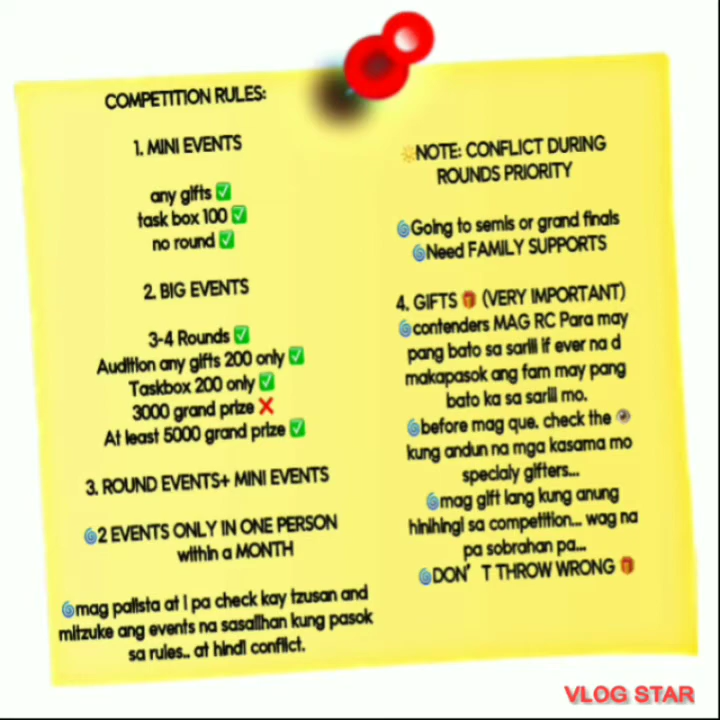 COMPETITION RULES:
1. MINI EVENTS
any gifts ✅
task box 100 ✅
no round ✅
2. BIG EVENTS
3-4 Rounds ✅
Audition any gifts 200 only ✅
Taskbox 200 only ✅
3000 grand prize ❌
At least 5000 grand prize ✅
3. ROUND EVENTS+ MINI EVENTS
🌀2 EVENTS ONLY IN ONE PERSON
within a MONTH
🌀mag palista at i pa check kay tzusan and
mitzuke ang events na sasalihan kung pasok
sa rules.. at hindi conflict.
🔅NOTE: CONFLICT DURING
ROUNDS PRIORITY
🌀Going to semis or grand finals
🌀Need FAMILY SUPPORTS
4. GIFTS 🎁 (VERY IMPORTANT)
🌀contenders MAG RC Para may
pang bato sa sarili if ever na d
makapasok ang fam may pang
bato ka sa sarili mo.
🌀before mag que. check the 👁
kung andun na mga kasama mo
specialy gifters...
🌀mag gift lang kung anung
hinihingi sa competition... wag na
pa sobrahan pa...
🌀DON'T THROW WRONG 🎁
VLOG STAR